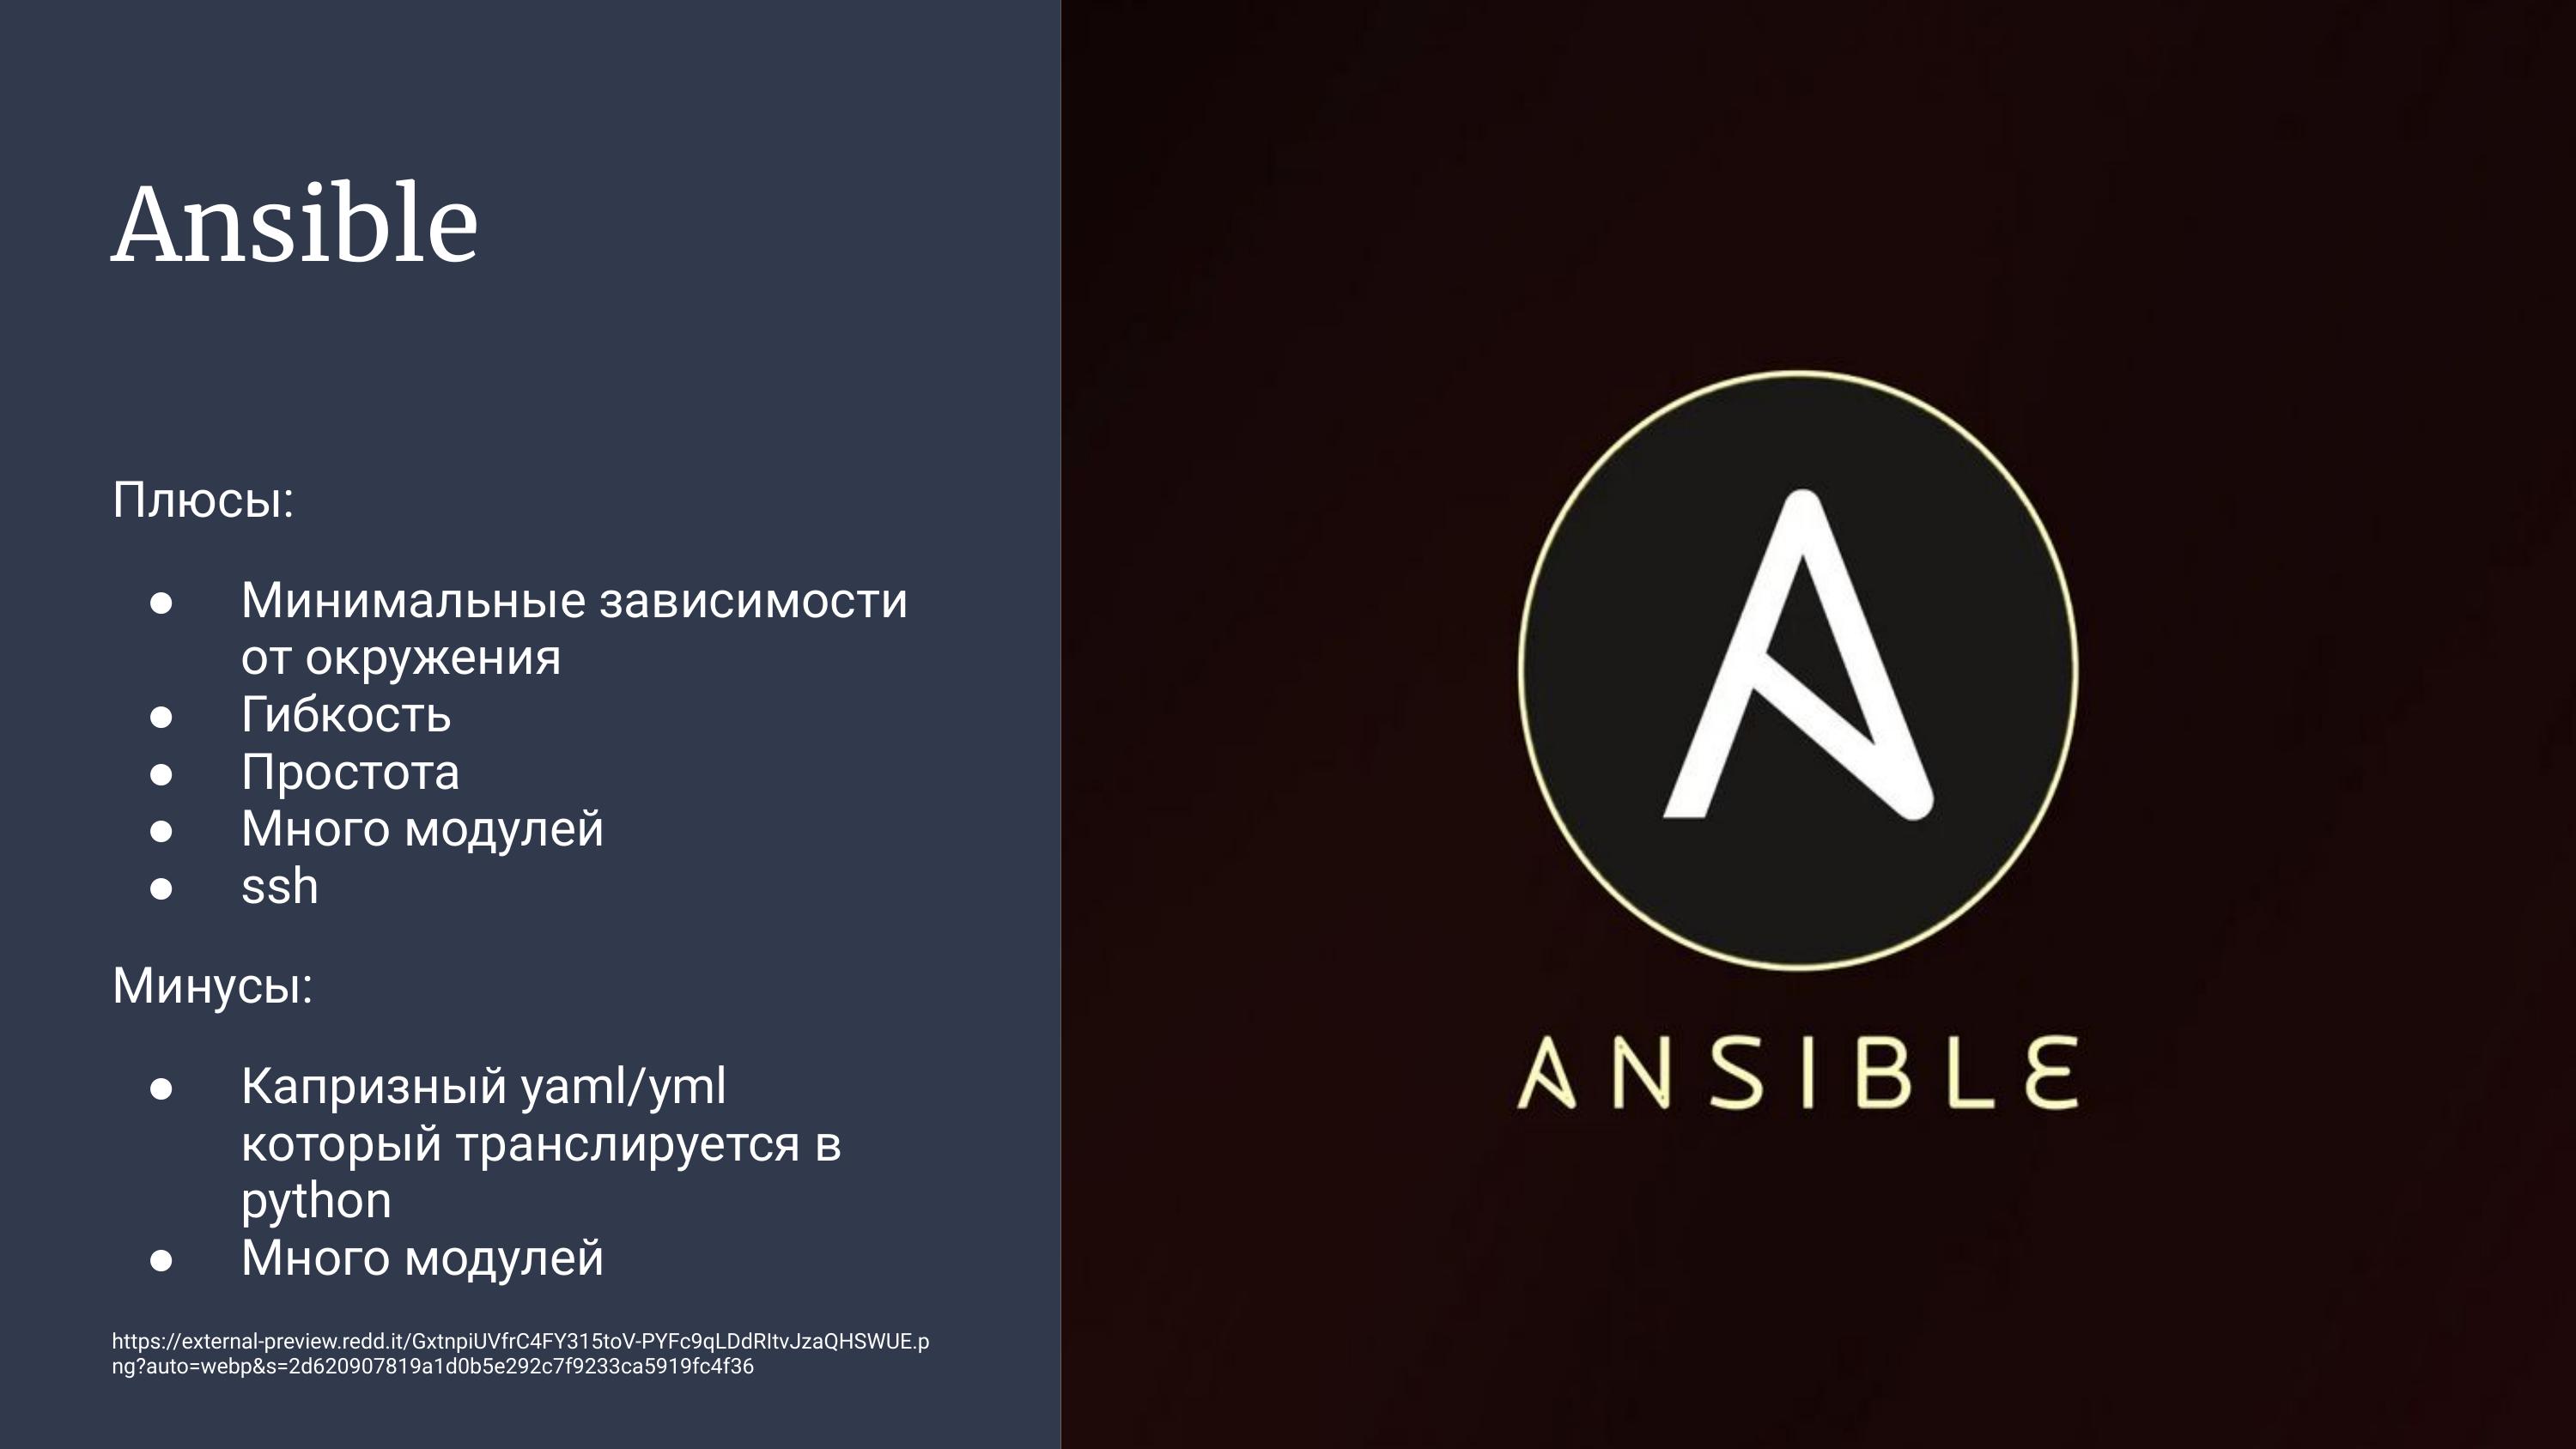 Ansible
Плюсы:
● Минимальные зависимости
от окружения
● Гибкость
● Простота
● Много модулей
● ssh
Минусы:
● Капризный yaml/yml
который транслируется в
python
● Много модулей
https://external-preview.redd.it/GxtnpiUVfrC4FY315toV-PYFc9qLDdRItvJzaQHSWUE.p
ng?auto=webp&s=2d620907819a1d0b5e292c7f9233ca5919fc4f36
ANSIBLE